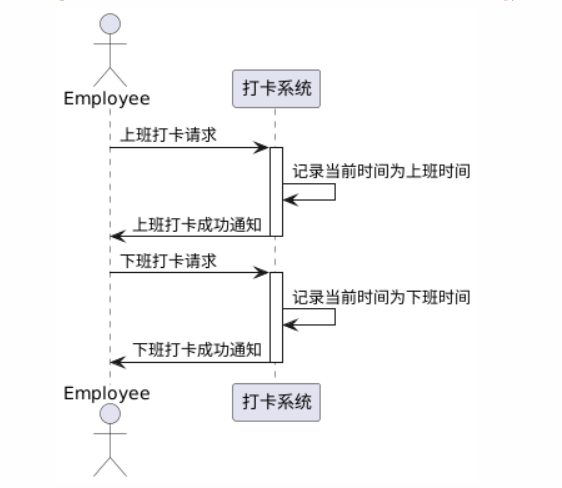 Employee
打卡系统
上班打卡请求
记录当前时间为上班时间
上班打卡成功通知
下班打卡请求
记录当前时间为下班时间
下班打卡成功通知
Employee
打卡系统